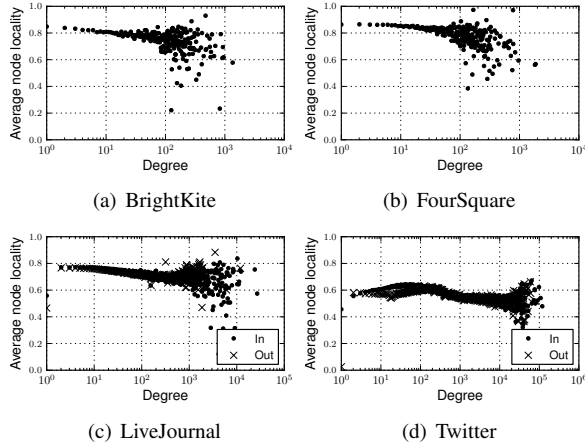 Average node locality
1.0
0.8
0.6
0.4
0.2
0.0
10^0 10^1 10^2 10^3 10^4
Degree
(a) BrightKite
Average node locality
1.0
0.8
0.6
0.4
0.2
0.0
10^0 10^1 10^2 10^3 10^4
Degree
(b) FourSquare
Average node locality
1.0
0.8
0.6
0.4
0.2
0.0
In
Out
10^0 10^1 10^2 10^3 10^4 10^5
Degree
(c) LiveJournal
Average node locality
1.0
0.8
0.6
0.4
0.2
0.0
In
Out
10^0 10^1 10^2 10^3 10^4 10^5 10^6
Degree
(d) Twitter